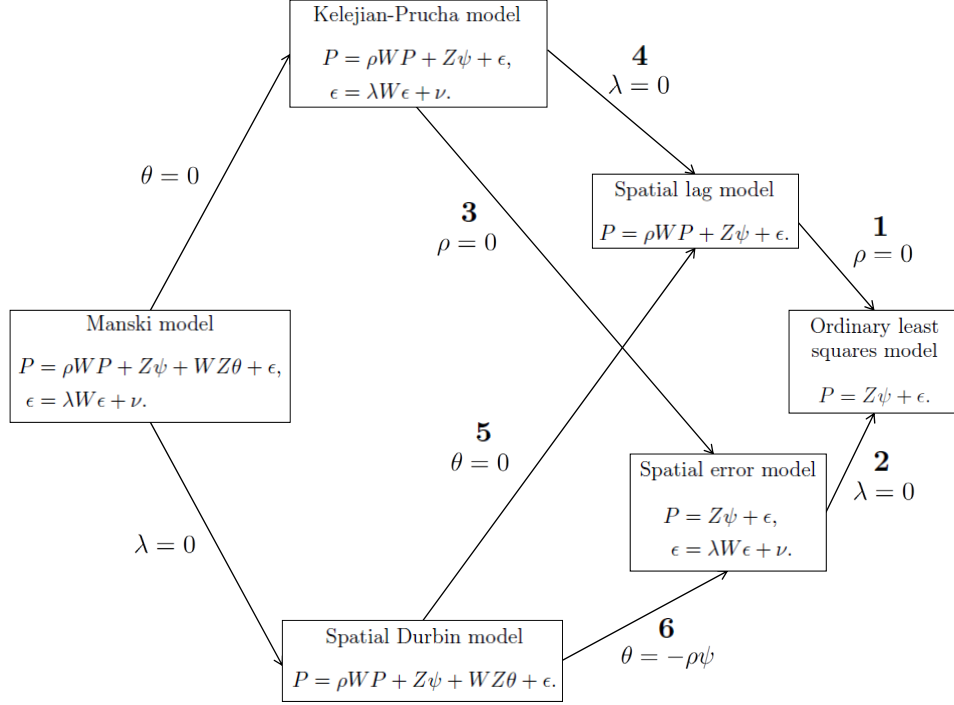 Kelejian-Prucha model
P = ρWP + Zψ + ϵ,
ϵ = λWϵ + ν.
4
λ = 0
θ = 0
Spatial lag model
P = ρWP + Zψ + ϵ.
3
ρ = 0
1
ρ = 0
Manski model
P = ρWP + Zψ + WZθ + ϵ,
ϵ = λWϵ + ν.
Ordinary least
squares model
P = Zψ + ϵ.
5
θ = 0
Spatial error model
P = Zψ + ϵ,
ϵ = λWϵ + ν.
2
λ = 0
λ = 0
Spatial Durbin model
P = ρWP + Zψ + WZθ + ϵ.
6
θ = −ρψ